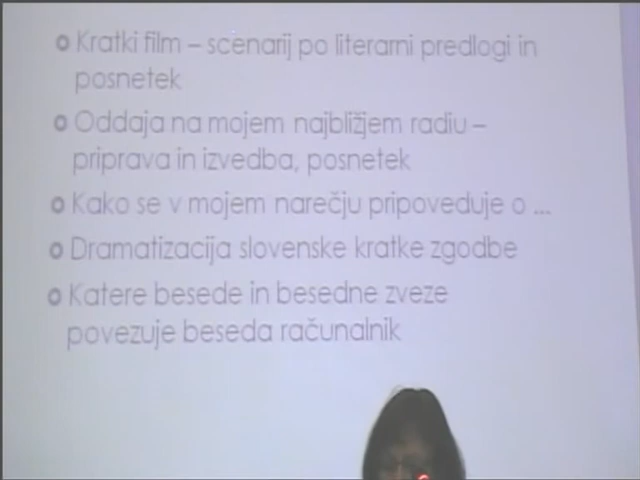 Kratki film – scenarij po literarni predlogi in
posnetek
Oddaja na mojem najbližjem radiu –
priprava in izvedba, posnetek
Kako se v mojem narečju pripoveduje o ...
Dramatizacija slovenske kratke zgodbe
Katere besede in besedne zveze
povezuje beseda računalnik